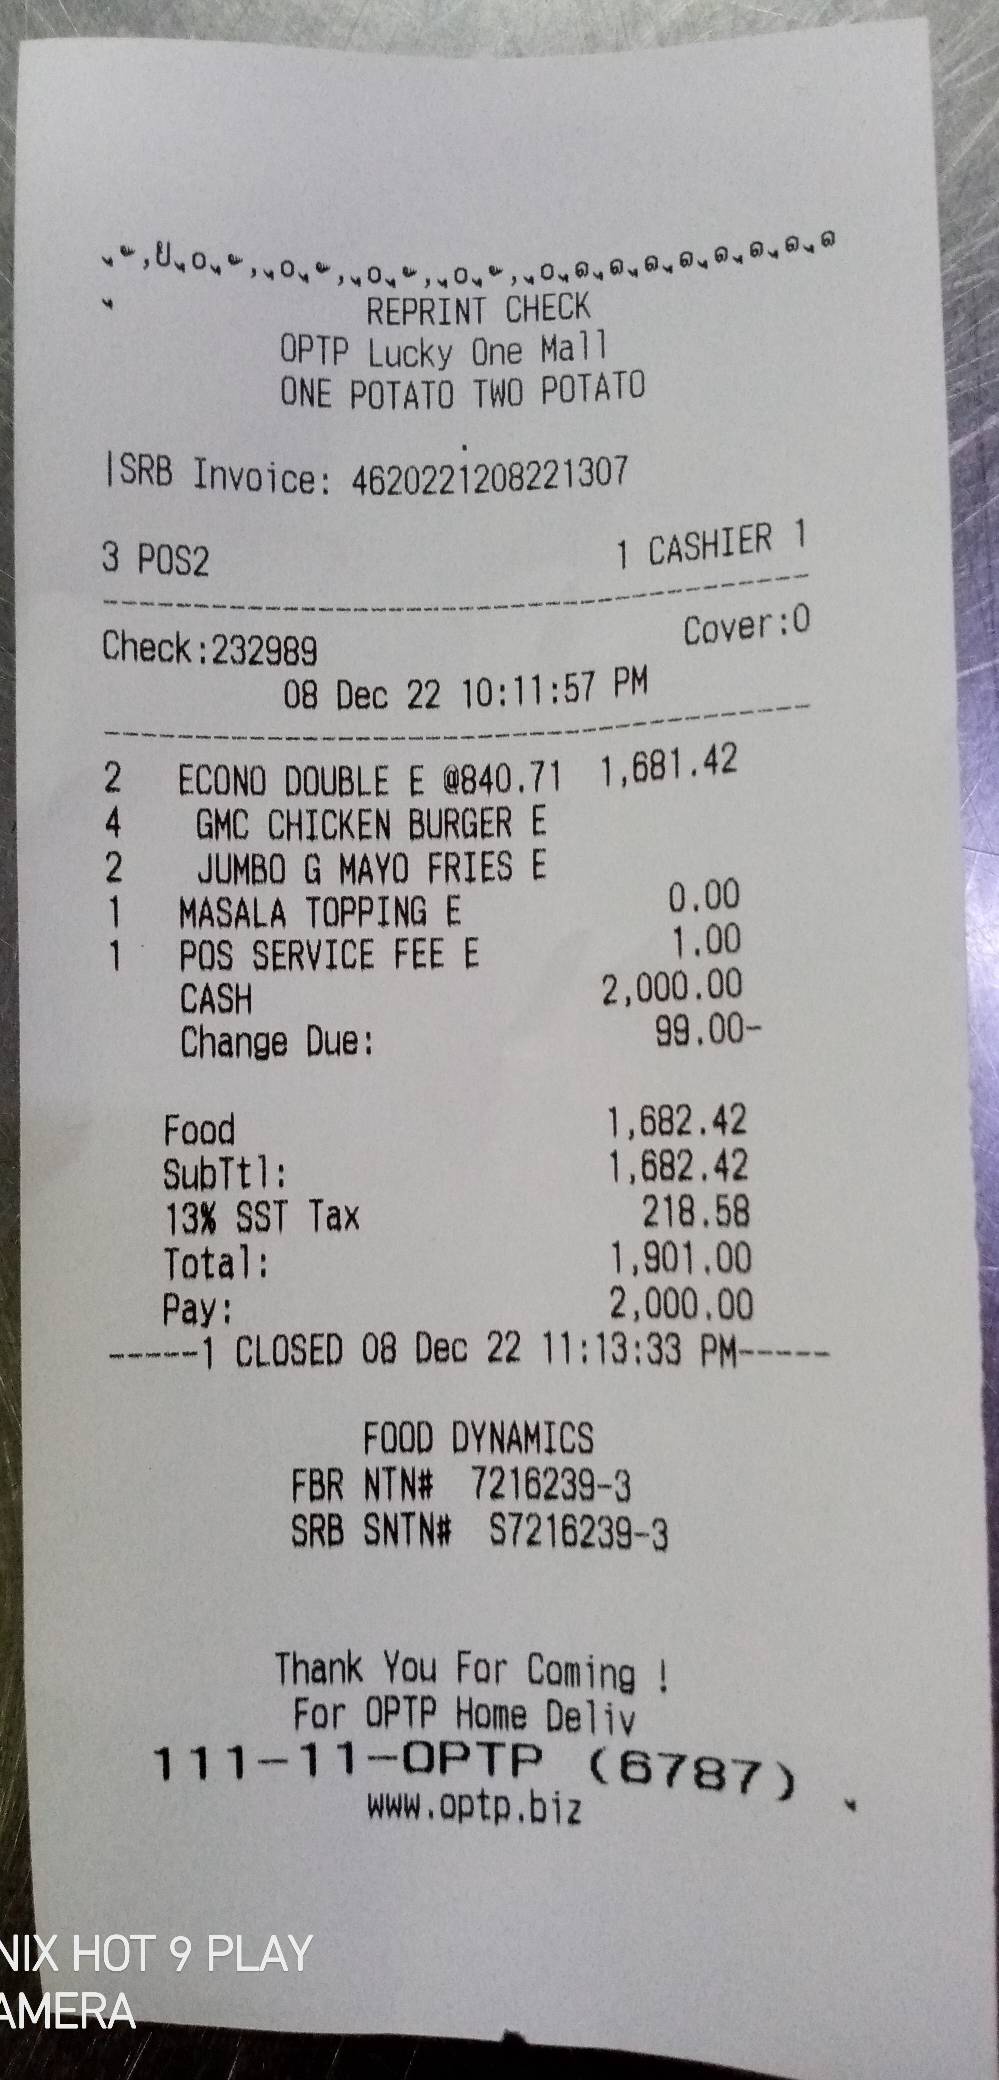 REPRINT CHECK
OPTP Lucky One Mall
ONE POTATO TWO POTATO
|SRB Invoice: 4620221208221307
3 POS2 1 CASHIER 1
Check:232989 Cover:0
08 Dec 22 10:11:57 PM
2 ECONO DOUBLE E @840.71 1,681.42
4 GMC CHICKEN BURGER E
2 JUMBO G MAYO FRIES E
1 MASALA TOPPING E 0.00
1 POS SERVICE FEE E 1.00
CASH 2,000.00
Change Due: 99.00-
Food 1,682.42
SubTtl: 1,682.42
13% SST Tax 218.58
Total: 1,901.00
Pay: 2,000.00
-----1 CLOSED 08 Dec 22 11:13:33 PM-----
FOOD DYNAMICS
FBR NTN# 7216239-3
SRB SNTN# S7216239-3
Thank You For Coming !
For OPTP Home Deliv
111-11-OPTP (6787)
www.optp.biz
NIX HOT 9 PLAY
AMERA